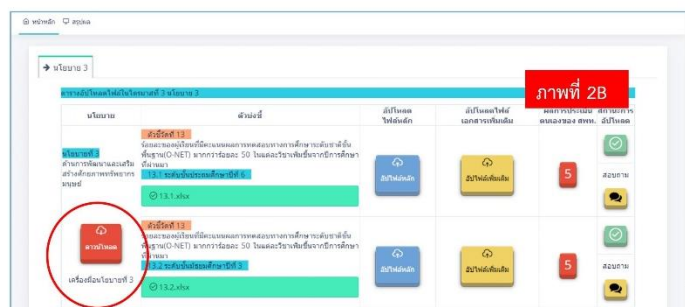 หน้าหลัก สรุปผล
นโยบาย 3
ภาพที่ 2B
ตารางอัปโหลดไฟล์ในไตรมาสที่ 3 นโยบาย 3
นโยบาย
ตัวบ่งชี้
อัปโหลด
ไฟล์หลัก
อัปโหลดไฟล์
เอกสารเพิ่มเติม
ผลการประเมิน
ตนเองของ สพท.
สถานะการ
อัปโหลด
นโยบายที่ 3
ด้านการพัฒนาและเสริม
สร้างศักยภาพทรัพยากร
มนุษย์
ตัวชี้วัดที่ 13
ร้อยละของผู้เรียนที่มีคะแนนผลการทดสอบทางการศึกษาระดับชาติขั้น
พื้นฐาน(O-NET) มากกว่าร้อยละ 50 ในแต่ละวิชาเพิ่มขึ้นจากปีการศึกษา
ที่ผ่านมา
13.1 ระดับชั้นประถมศึกษาปีที่ 6
13.1.xlsx
อัปไฟล์หลัก
อัปไฟล์เพิ่มเติม
5
สอบถาม
ดาวน์โหลด
เครื่องมือนโยบายที่ 3
ตัวชี้วัดที่ 13
ร้อยละของผู้เรียนที่มีคะแนนผลการทดสอบทางการศึกษาระดับชาติขั้น
พื้นฐาน(O-NET) มากกว่าร้อยละ 50 ในแต่ละวิชาเพิ่มขึ้นจากปีการศึกษา
ที่ผ่านมา
13.2 ระดับชั้นมัธยมศึกษาปีที่ 3
13.2.xlsx
อัปไฟล์หลัก
อัปไฟล์เพิ่มเติม
5
สอบถาม